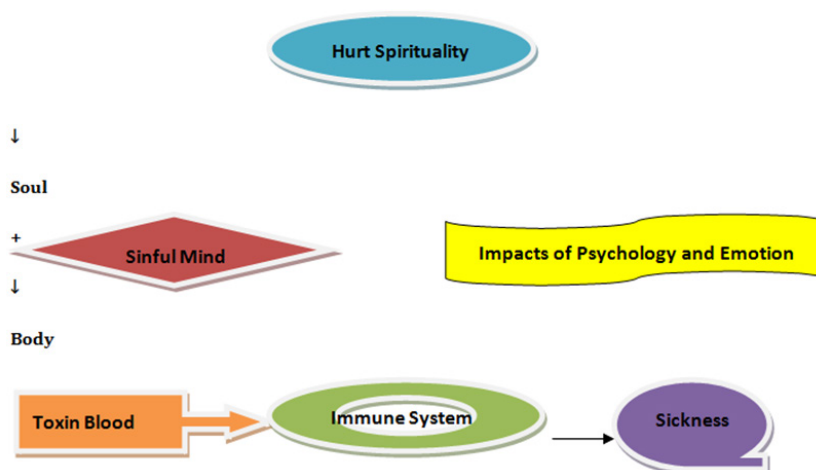 Hurt Spirituality
↓
Soul
+
Sinful Mind
Impacts of Psychology and Emotion
↓
Body
Toxin Blood
Immune System
Sickness